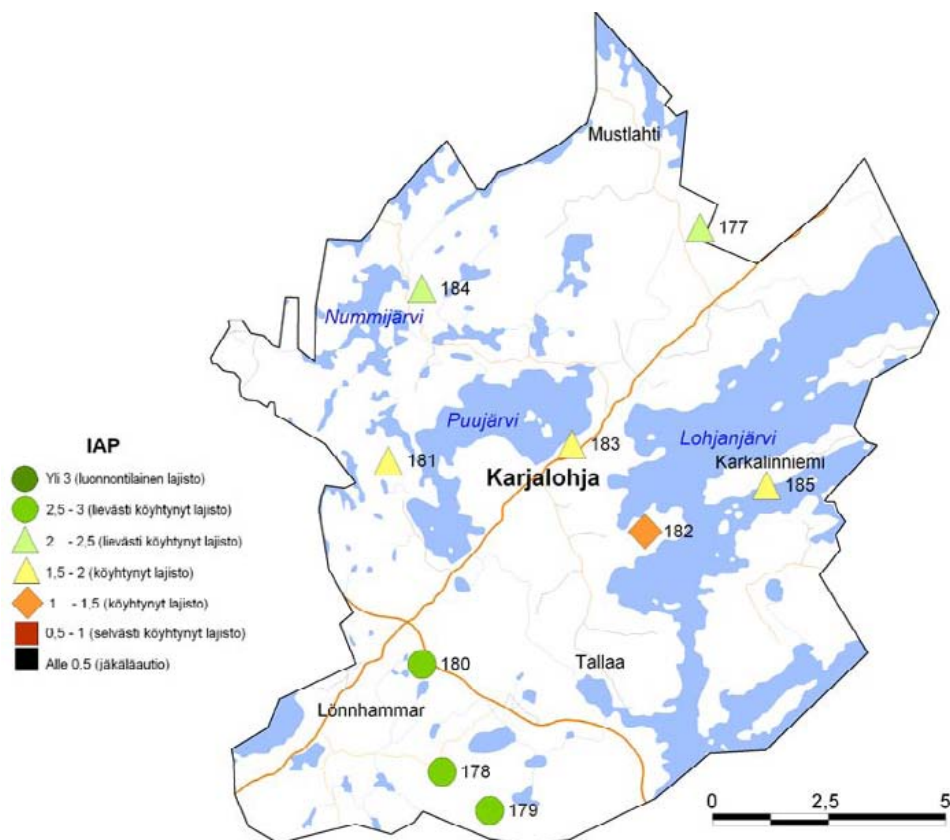 Mustlahti
177
184
Nummijärvi
Puujärvi
183
Lohjanjärvi
181
Karjalohja
Karkalinniemi
185
182
180
Tallaa
Lönnhammar
178
179
IAP
Yli 3 (luonnontilainen lajisto)
2,5 - 3 (lievästi köyhtynyt lajisto)
2 - 2,5 (lievästi köyhtynyt lajisto)
1,5 - 2 (köyhtynyt lajisto)
1 - 1,5 (köyhtynyt lajisto)
0,5 - 1 (selvästi köyhtynyt lajisto)
Alle 0.5 (jäkäläautio)
0 2,5 5